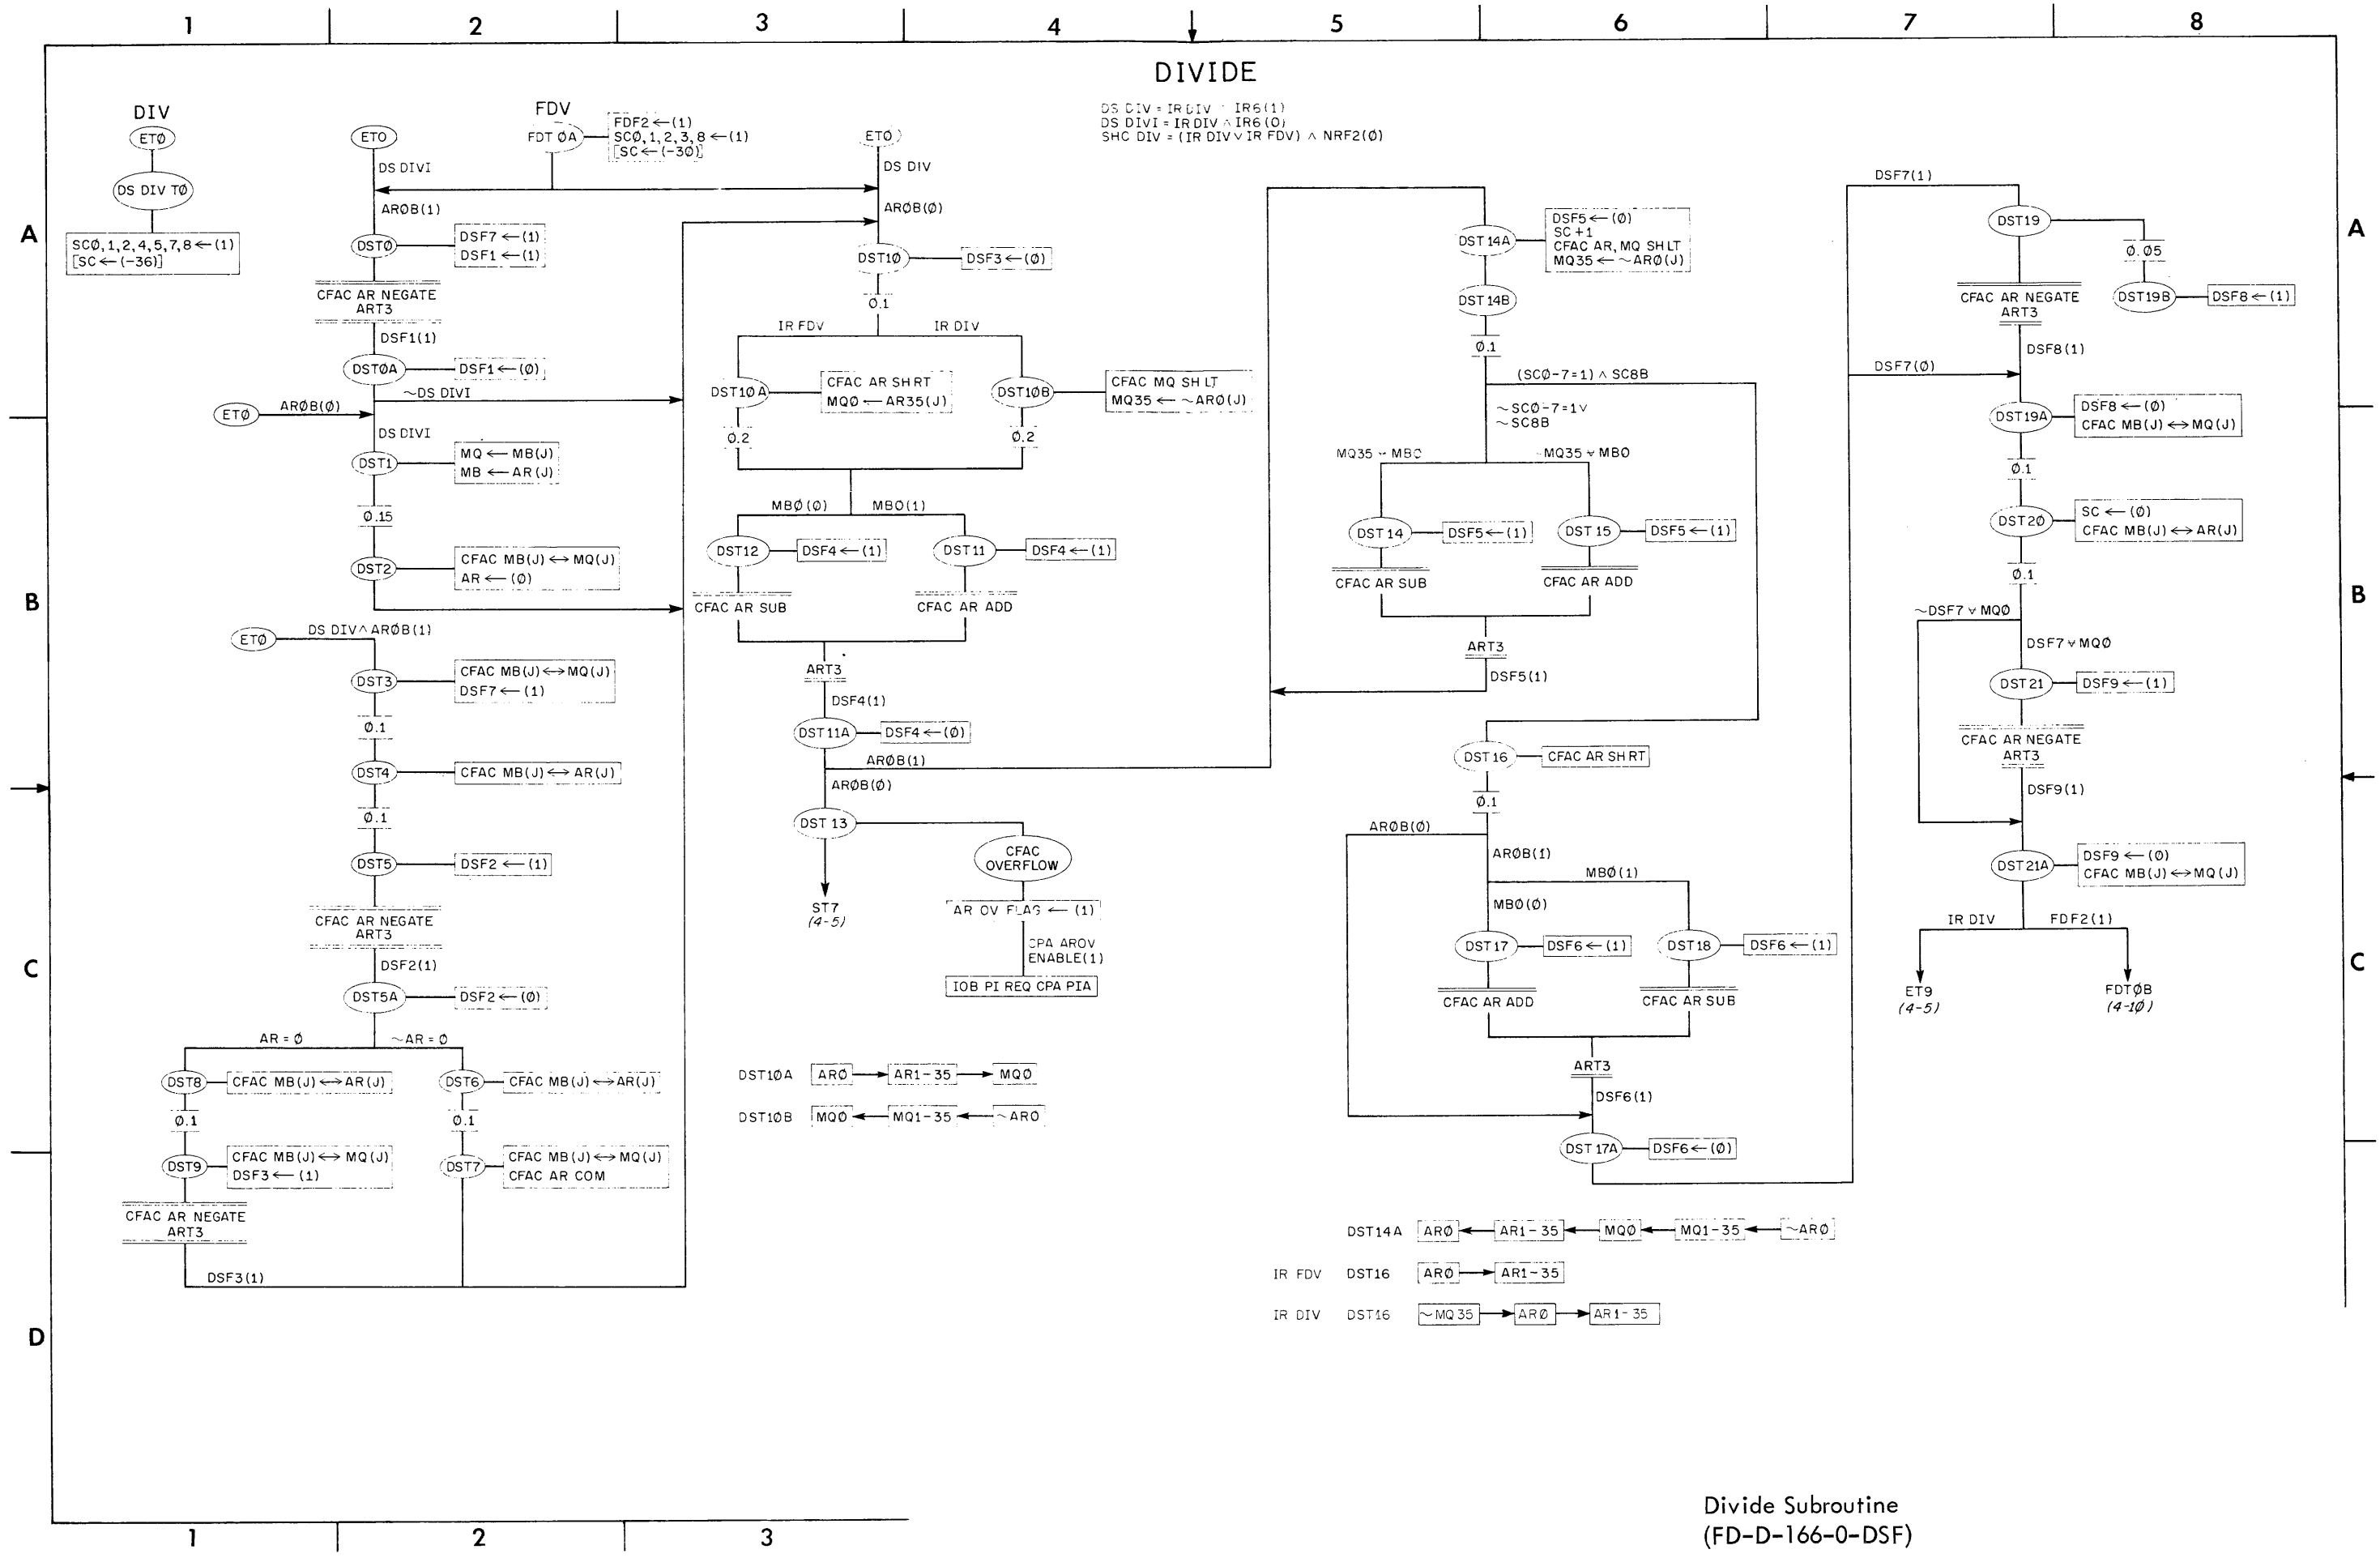 1 2 3 4 5 6 7 8
DIVIDE
DS DIV = IR DIV IR6(1)
DS DIVI = IR DIV ∧ IR6(0)
SHC DIV = (IR DIV ∨ IR FDV) ∧ NRF2(Ø)
A
A
B
B
C
C
D
DIV
ETØ
DS DIV TØ
SCØ,1,2,4,5,7,8 ← (1)
[SC ← (-36)]
ETO
DS DIVI
FDV
FDT ØA
FDF2 ← (1)
SCØ,1,2,3,8 ← (1)
[SC ← (-3Ø)]
ETØ
DS DIV
ARØB(1)
DSTØ
DSF7 ← (1)
DSF1 ← (1)
CFAC AR NEGATE
ART3
DSF1(1)
DSTØA
DSF1 ← (Ø)
~DS DIVI
ETØ
ARØB(Ø)
DS DIVI
DST1
MQ ← MB(J)
MB ← AR(J)
Ø.15
DST2
CFAC MB(J) ↔ MQ(J)
AR ← (Ø)
ETØ
DS DIV ∧ ARØB(1)
DST3
CFAC MB(J) ↔ MQ(J)
DSF7 ← (1)
Ø.1
DST4
CFAC MB(J) ↔ AR(J)
Ø.1
DST5
DSF2 ← (1)
CFAC AR NEGATE
ART3
DSF2(1)
DST5A
DSF2 ← (Ø)
AR = Ø
~AR = Ø
DST8
CFAC MB(J) ↔ AR(J)
DST6
CFAC MB(J) ↔ AR(J)
Ø.1
Ø.1
DST9
CFAC MB(J) ↔ MQ(J)
DSF3 ← (1)
DST7
CFAC MB(J) ↔ MQ(J)
CFAC AR COM
CFAC AR NEGATE
ART3
DSF3(1)
ARØB(Ø)
DST1Ø
DSF3 ← (Ø)
Ø.1
IR FDV
IR DIV
DST10A
CFAC AR SHRT
MQØ ← AR35(J)
DST1ØB
CFAC MQ SH LT
MQ35 ← ~ARØ(J)
Ø.2
Ø.2
MBØ(Ø)
MBO(1)
DST12
DSF4 ← (1)
DST11
DSF4 ← (1)
CFAC AR SUB
CFAC AR ADD
ART3
DSF4(1)
DST11A
DSF4 ← (Ø)
ARØB(1)
ARØB(Ø)
DST 13
CFAC
OVERFLOW
ST7
(4-5)
AR OV FLAG ← (1)
CPA AROV
ENABLE(1)
IOB PI REQ CPA PIA
DST1ØA ARØ → AR1-35 → MQØ
DST1ØB MQØ ← MQ1-35 ← ~ARO
DST 14A
DSF5 ← (Ø)
SC +1
CFAC AR, MQ SH LT
MQ35 ← ~ARØ(J)
DST14B
Ø.1
(SCØ-7=1) ∧ SC8B
~SCØ-7=1∨
~SC8B
MQ35 ⊻ MBO
~MQ35 ⊻ MBO
DST 14
DSF5 ← (1)
DST 15
DSF5 ← (1)
CFAC AR SUB
CFAC AR ADD
ART3
DSF5(1)
DST 16
CFAC AR SHRT
Ø.1
ARØB(Ø)
ARØB(1)
MBØ(1)
MBØ(Ø)
DST17
DSF6 ← (1)
DST18
DSF6 ← (1)
CFAC AR ADD
CFAC AR SUB
ART3
DSF6(1)
DST 17A
DSF6 ← (Ø)
DST14A ARØ ← AR1-35 ← MQØ ← MQ1-35 ← ~ARØ
IR FDV DST16 ARØ → AR1-35
IR DIV DST16 ~MQ35 → ARØ → AR1-35
DSF7(1)
DST19
Ø.Ø5
CFAC AR NEGATE
ART3
DST19B
DSF8 ← (1)
DSF8(1)
DSF7(Ø)
DST19A
DSF8 ← (Ø)
CFAC MB(J) ↔ MQ(J)
Ø.1
DST2Ø
SC ← (Ø)
CFAC MB(J) ↔ AR(J)
Ø.1
~DSF7 ⊻ MQØ
DSF7 ⊻ MQØ
DST21
DSF9 ← (1)
CFAC AR NEGATE
ART3
DSF9(1)
DST21A
DSF9 ← (Ø)
CFAC MB(J) ↔ MQ(J)
IR DIV
FDF2(1)
ET9
(4-5)
FDTØB
(4-1Ø)
Divide Subroutine
(FD-D-166-0-DSF)
1 2 3